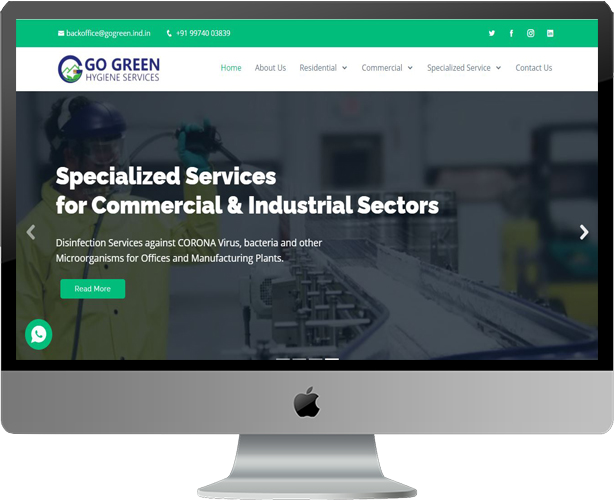 backoffice@gogreen.ind.in +91 99740 03839
GO GREEN
HYGIENE SERVICES
Home About Us Residential Commercial Specialized Service Contact Us
Specialized Services
for Commercial & Industrial Sectors
Disinfection Services against CORONA Virus, bacteria and other
Microorganisms for Offices and Manufacturing Plants.
Read More